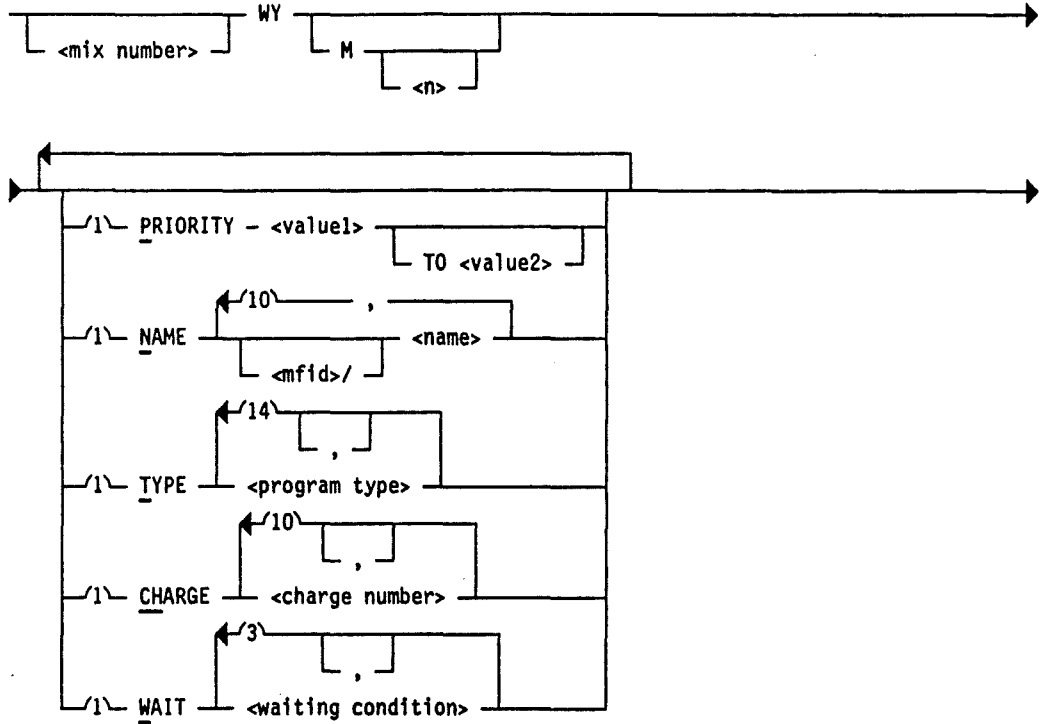 WY
<mix number>
M
<n>
/1\ PRIORITY - <value1>
TO <value2>
/10\ ,
/1\ NAME <name>
<mfid>/
/14\
,
/1\ TYPE <program type>
/10\
,
/1\ CHARGE <charge number>
/3\
,
/1\ WAIT <waiting condition>